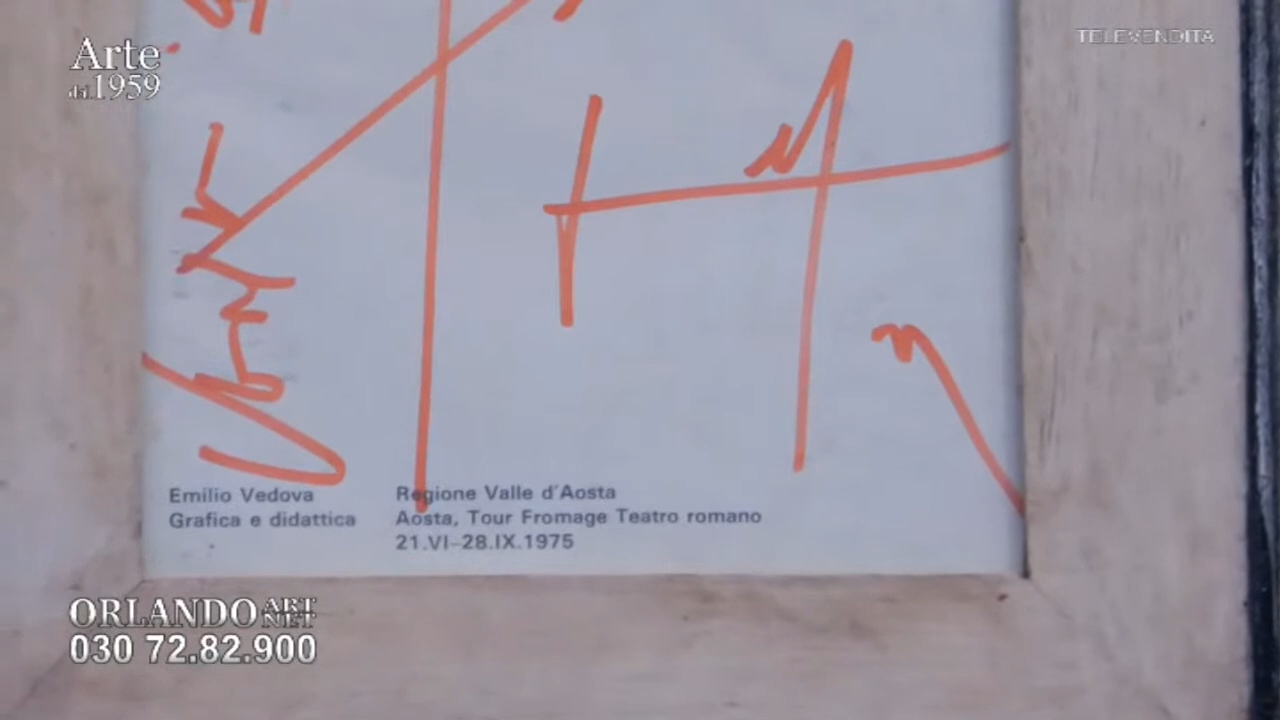 Arte
dal 1959
TELEVENDITA
Emilio Vedova
Grafica e didattica
Regione Valle d'Aosta
Aosta, Tour Fromage Teatro romano
21.VI–28.IX.1975
ORLANDO ART NET
030 72.82.900